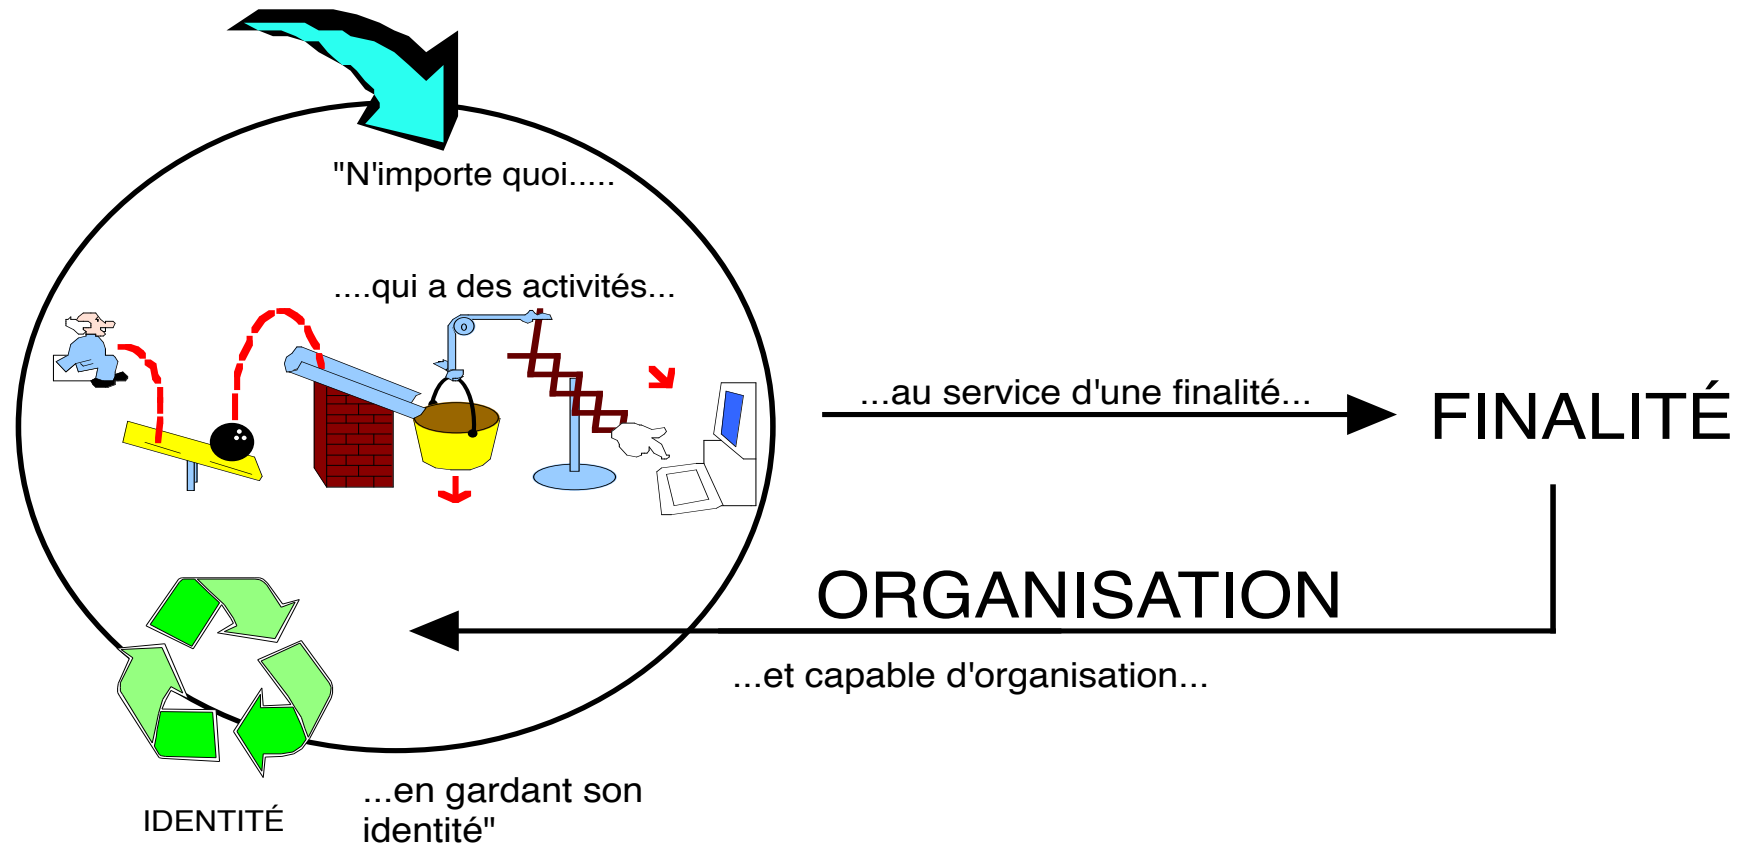 "N'importe quoi.....
....qui a des activités...
...au service d'une finalité...
FINALITÉ
ORGANISATION
...et capable d'organisation...
...en gardant son
identité"
IDENTITÉ